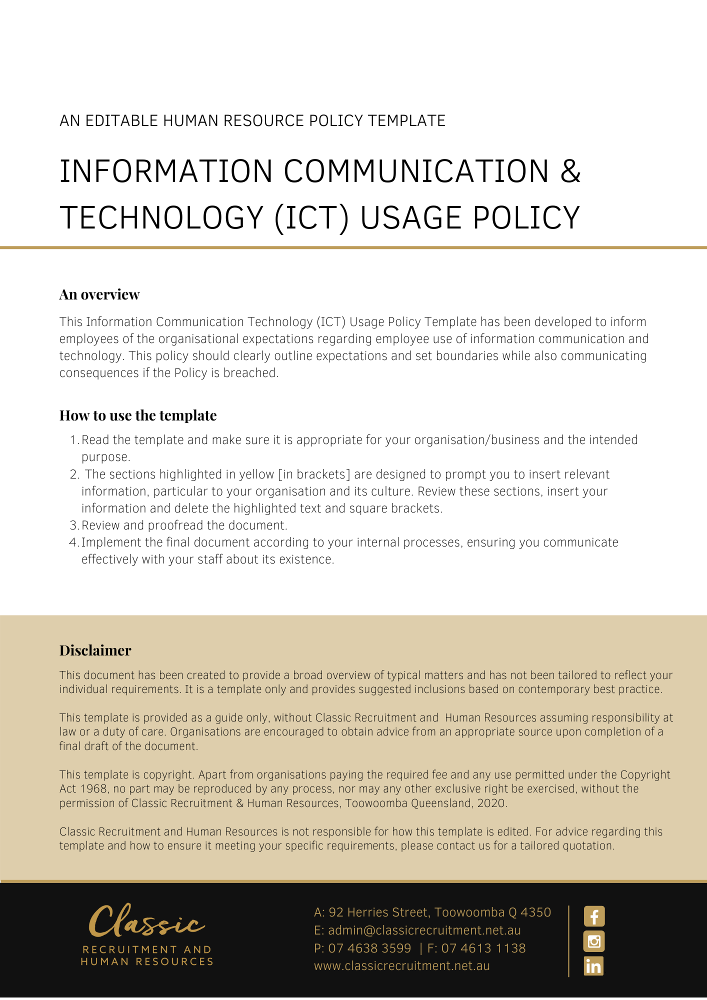 AN EDITABLE HUMAN RESOURCE POLICY TEMPLATE
INFORMATION COMMUNICATION &
TECHNOLOGY (ICT) USAGE POLICY
An overview
This Information Communication Technology (ICT) Usage Policy Template has been developed to inform
employees of the organisational expectations regarding employee use of information communication and
technology. This policy should clearly outline expectations and set boundaries while also communicating
consequences if the Policy is breached.
How to use the template
1. Read the template and make sure it is appropriate for your organisation/business and the intended
purpose.
2. The sections highlighted in yellow [in brackets] are designed to prompt you to insert relevant
information, particular to your organisation and its culture. Review these sections, insert your
information and delete the highlighted text and square brackets.
3. Review and proofread the document.
4. Implement the final document according to your internal processes, ensuring you communicate
effectively with your staff about its existence.
Disclaimer
This document has been created to provide a broad overview of typical matters and has not been tailored to reflect your
individual requirements. It is a template only and provides suggested inclusions based on contemporary best practice.
This template is provided as a guide only, without Classic Recruitment and Human Resources assuming responsibility at
law or a duty of care. Organisations are encouraged to obtain advice from an appropriate source upon completion of a
final draft of the document.
This template is copyright. Apart from organisations paying the required fee and any use permitted under the Copyright
Act 1968, no part may be reproduced by any process, nor may any other exclusive right be exercised, without the
permission of Classic Recruitment & Human Resources, Toowoomba Queensland, 2020.
Classic Recruitment and Human Resources is not responsible for how this template is edited. For advice regarding this
template and how to ensure it meeting your specific requirements, please contact us for a tailored quotation.
Classic
RECRUITMENT AND
HUMAN RESOURCES
A: 92 Herries Street, Toowoomba Q 4350
E: admin@classicrecruitment.net.au
P: 07 4638 3599 | F: 07 4613 1138
www.classicrecruitment.net.au
f
in